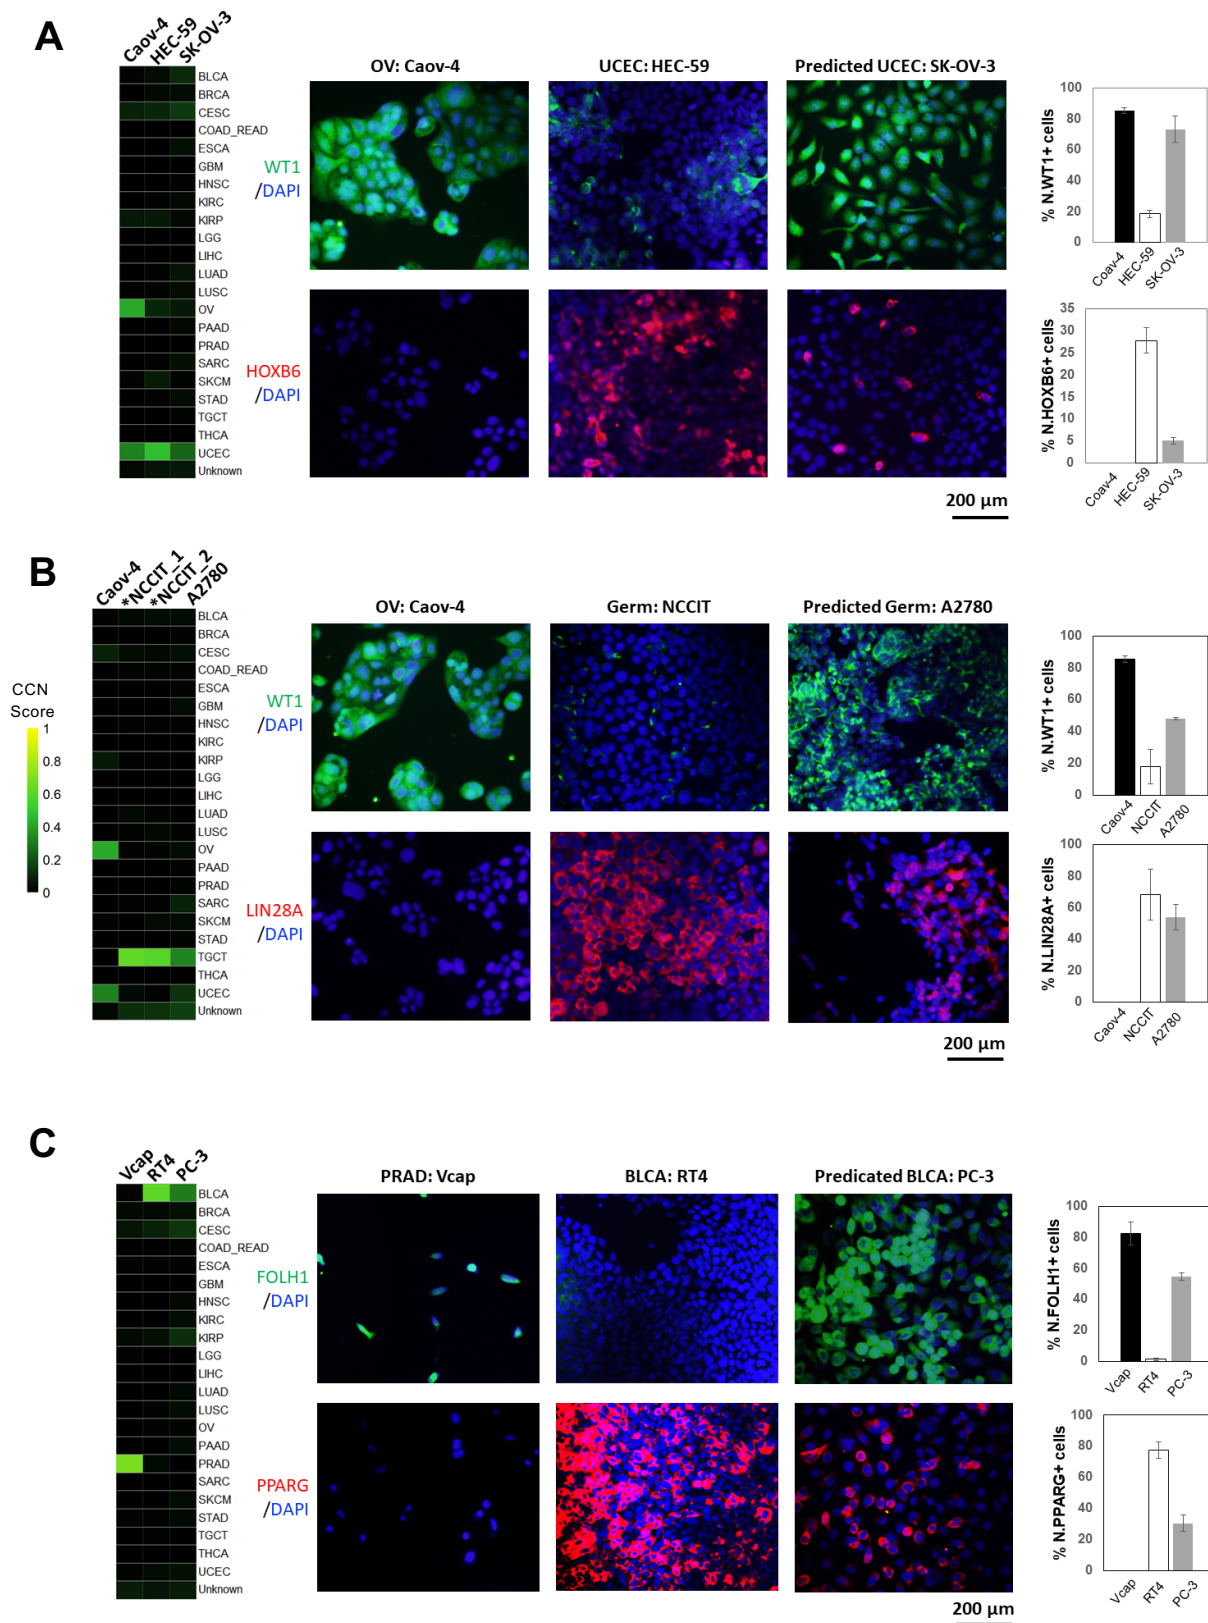 A
Caov-4
HEC-59
SK-OV-3
BLCA
BRCA
CESC
COAD_READ
ESCA
GBM
HNSC
KIRC
KIRP
LGG
LIHC
LUAD
LUSC
OV
PAAD
PRAD
SARC
SKCM
STAD
TGCT
THCA
UCEC
Unknown
OV: Caov-4
UCEC: HEC-59
Predicted UCEC: SK-OV-3
WT1
/DAPI
HOXB6
/DAPI
200 µm
% N.WT1+ cells
100
80
60
40
20
0
Coav-4
HEC-59
SK-OV-3
% N.HOXB6+ cells
35
30
25
20
15
10
5
0
Coav-4
HEC-59
SK-OV-3
B
CCN
Score
1
0.8
0.6
0.4
0.2
0
Caov-4
*NCCIT_1
*NCCIT_2
A2780
BLCA
BRCA
CESC
COAD_READ
ESCA
GBM
HNSC
KIRC
KIRP
LGG
LIHC
LUAD
LUSC
OV
PAAD
PRAD
SARC
SKCM
STAD
TGCT
THCA
UCEC
Unknown
OV: Caov-4
Germ: NCCIT
Predicted Germ: A2780
WT1
/DAPI
LIN28A
/DAPI
200 µm
% N.WT1+ cells
100
80
60
40
20
0
Caov-4
NCCIT
A2780
% N.LIN28A+ cells
100
80
60
40
20
0
Caov-4
NCCIT
A2780
C
Vcap
RT4
PC-3
BLCA
BRCA
CESC
COAD_READ
ESCA
GBM
HNSC
KIRC
KIRP
LGG
LIHC
LUAD
LUSC
OV
PAAD
PRAD
SARC
SKCM
STAD
TGCT
THCA
UCEC
Unknown
PRAD: Vcap
BLCA: RT4
Predicated BLCA: PC-3
FOLH1
/DAPI
PPARG
/DAPI
200 µm
% N.FOLH1+ cells
100
80
60
40
20
0
Vcap
RT4
PC-3
% N.PPARG+ cells
100
80
60
40
20
0
Vcap
RT4
PC-3